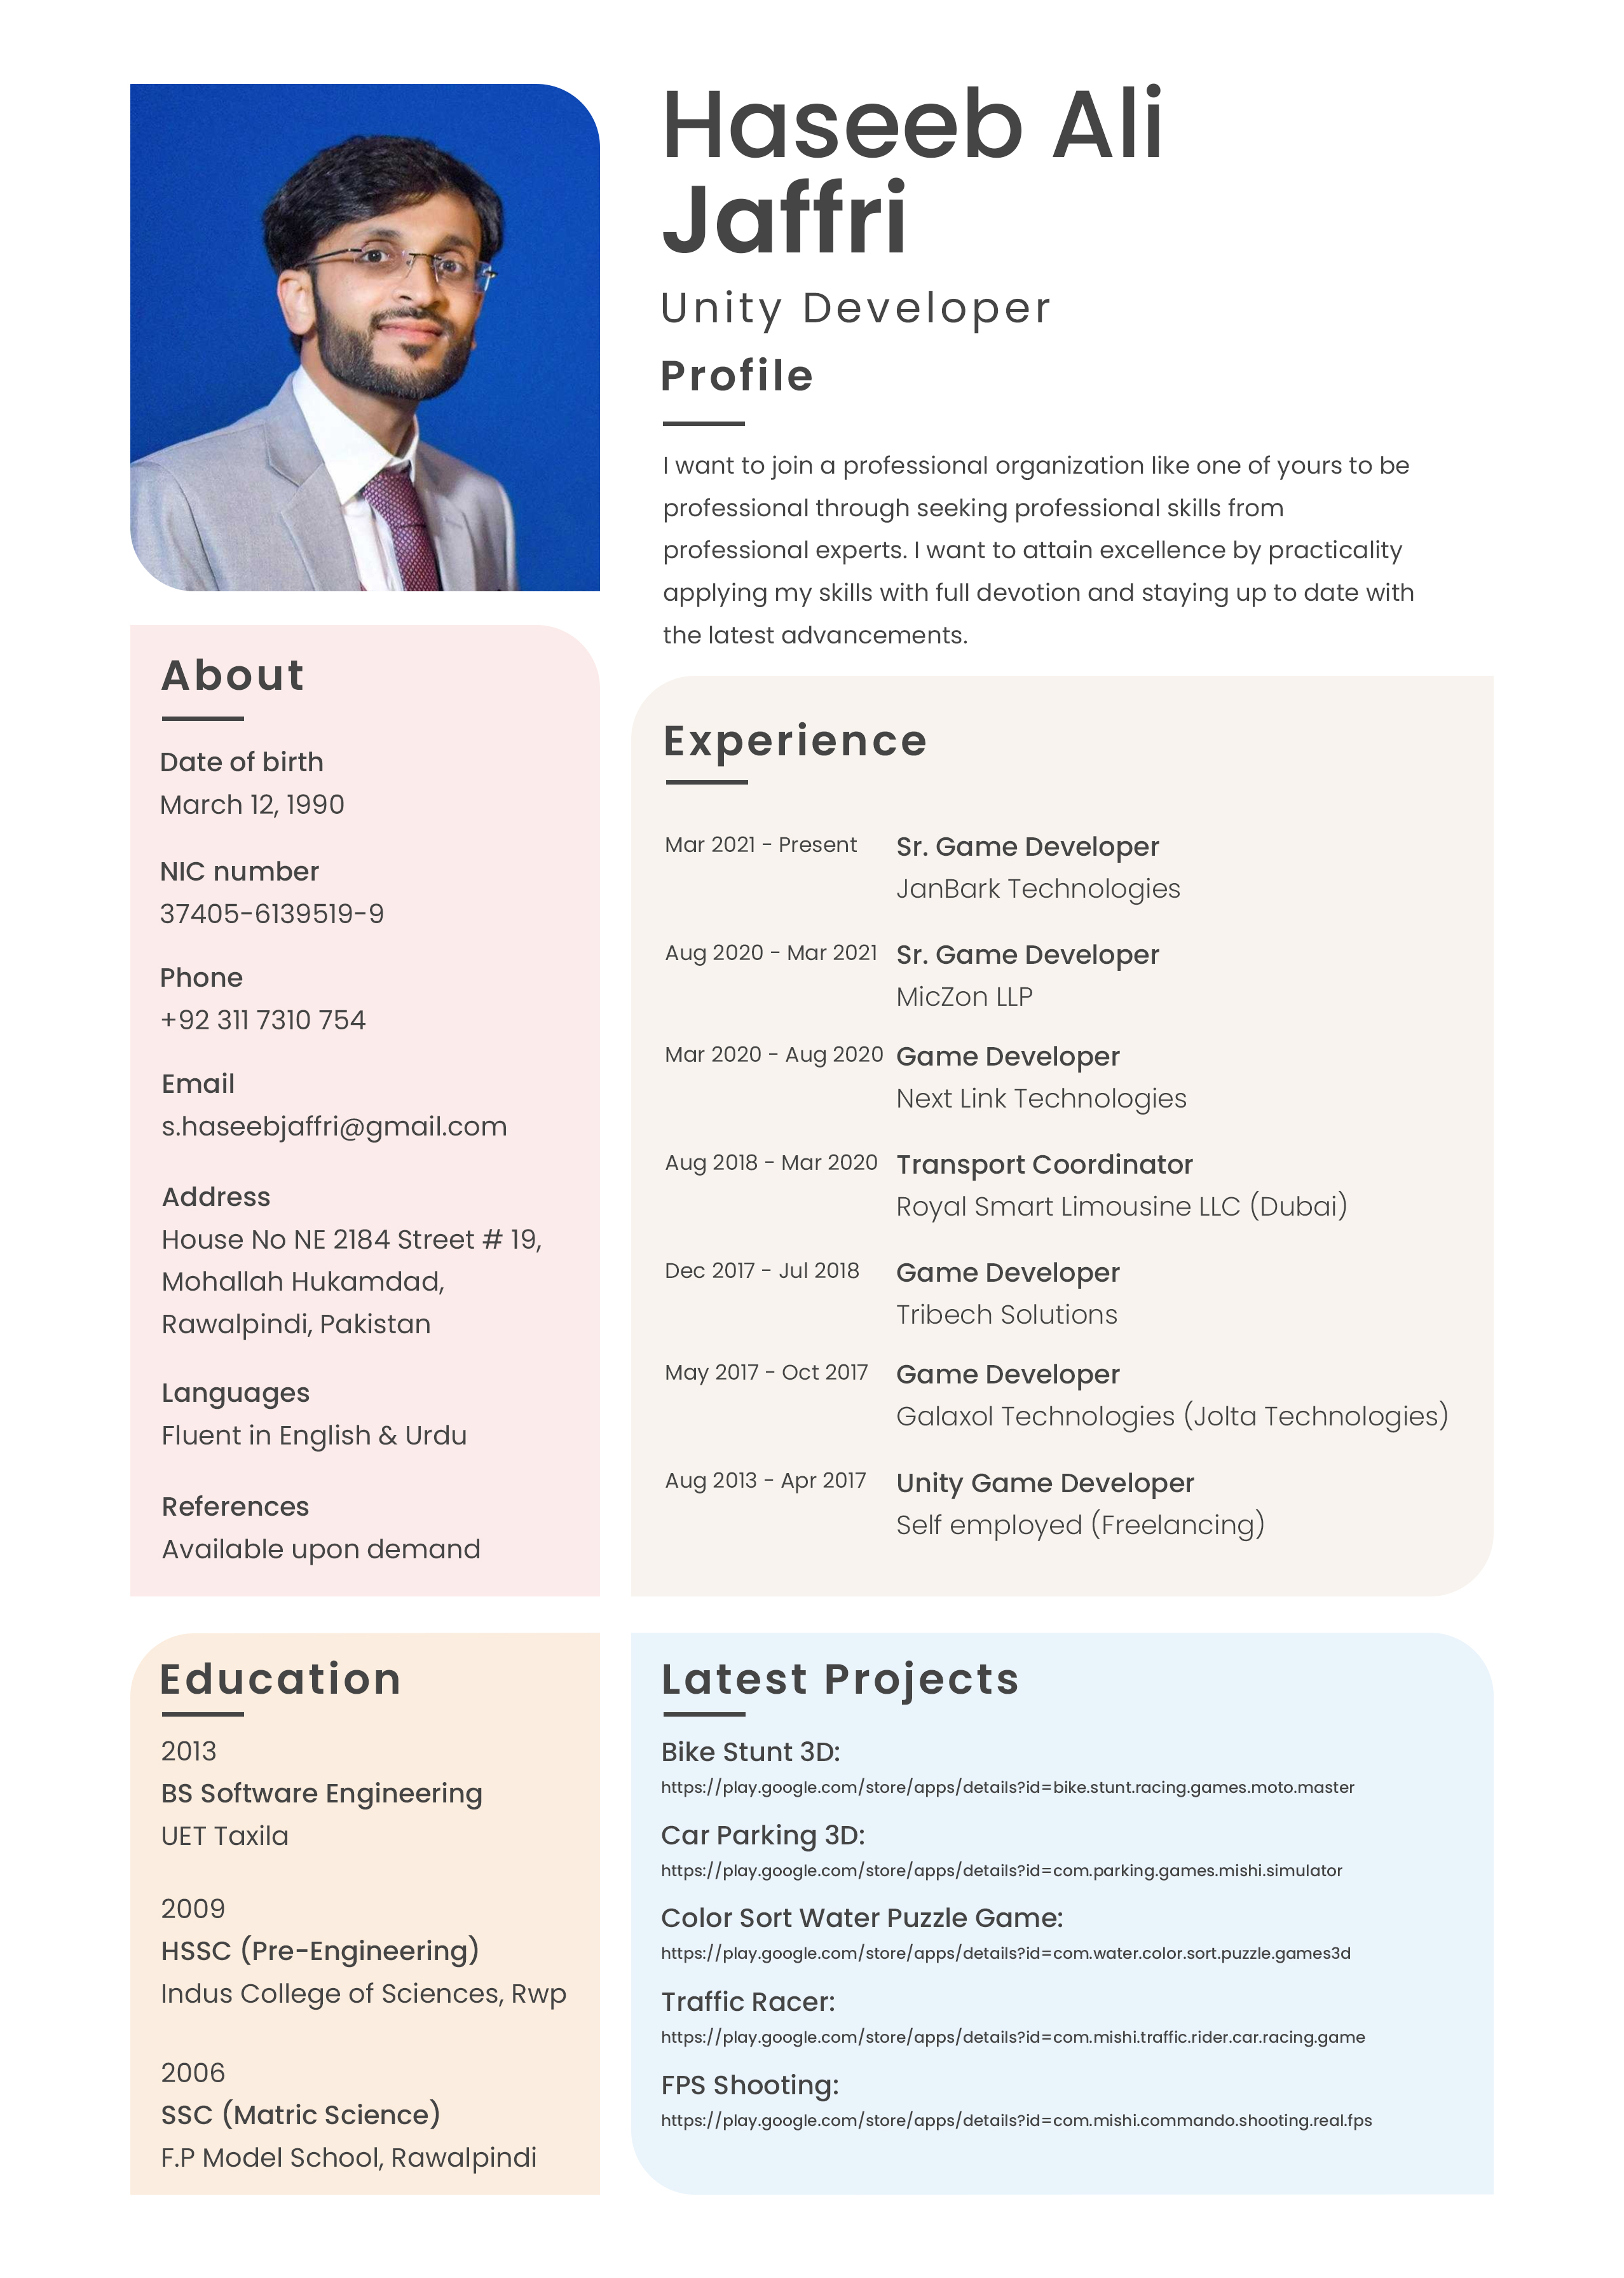 Haseeb Ali
Jaffri
Unity Developer
Profile
I want to join a professional organization like one of yours to be
professional through seeking professional skills from
professional experts. I want to attain excellence by practicality
applying my skills with full devotion and staying up to date with
the latest advancements.
About
Date of birth
March 12, 1990
NIC number
37405-6139519-9
Phone
+92 311 7310 754
Email
s.haseebjaffri@gmail.com
Address
House No NE 2184 Street # 19,
Mohallah Hukamdad,
Rawalpindi, Pakistan
Languages
Fluent in English & Urdu
References
Available upon demand
Experience
Mar 2021 - Present Sr. Game Developer
JanBark Technologies
Aug 2020 - Mar 2021 Sr. Game Developer
MicZon LLP
Mar 2020 - Aug 2020 Game Developer
Next Link Technologies
Aug 2018 - Mar 2020 Transport Coordinator
Royal Smart Limousine LLC (Dubai)
Dec 2017 - Jul 2018 Game Developer
Tribech Solutions
May 2017 - Oct 2017 Game Developer
Galaxol Technologies (Jolta Technologies)
Aug 2013 - Apr 2017 Unity Game Developer
Self employed (Freelancing)
Education
2013
BS Software Engineering
UET Taxila
2009
HSSC (Pre-Engineering)
Indus College of Sciences, Rwp
2006
SSC (Matric Science)
F.P Model School, Rawalpindi
Latest Projects
Bike Stunt 3D:
https://play.google.com/store/apps/details?id=bike.stunt.racing.games.moto.master
Car Parking 3D:
https://play.google.com/store/apps/details?id=com.parking.games.mishi.simulator
Color Sort Water Puzzle Game:
https://play.google.com/store/apps/details?id=com.water.color.sort.puzzle.games3d
Traffic Racer:
https://play.google.com/store/apps/details?id=com.mishi.traffic.rider.car.racing.game
FPS Shooting:
https://play.google.com/store/apps/details?id=com.mishi.commando.shooting.real.fps